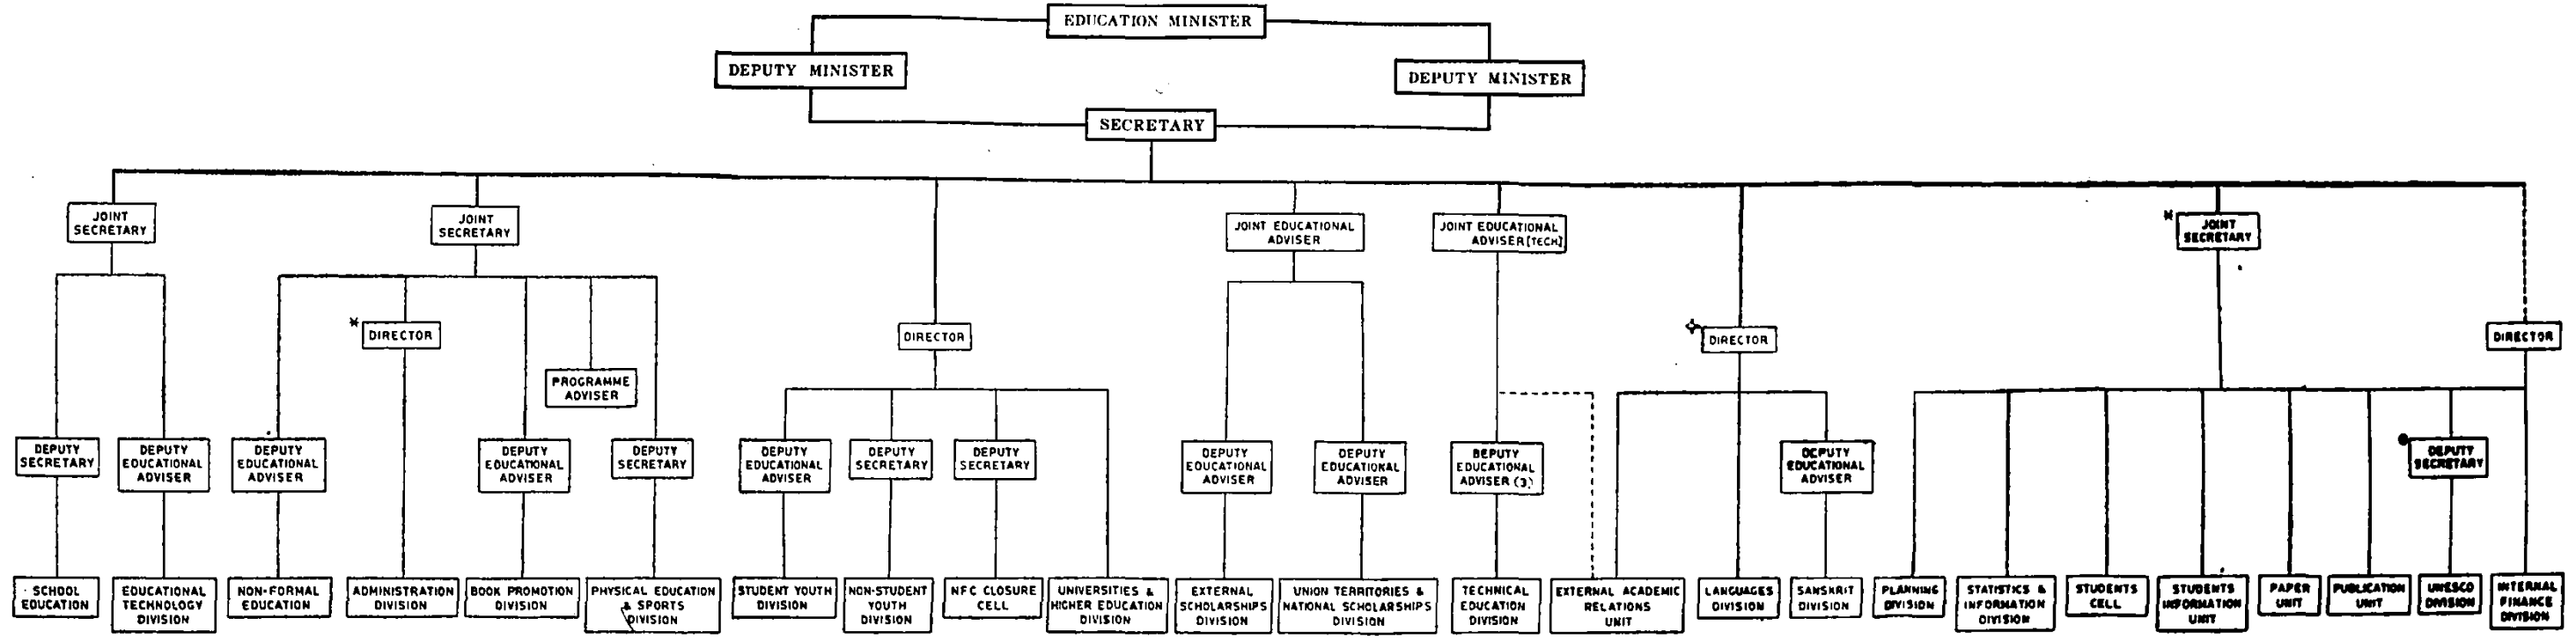 EDUCATION MINISTER
DEPUTY MINISTER
DEPUTY MINISTER
SECRETARY
JOINT
SECRETARY
JOINT
SECRETARY
JOINT EDUCATIONAL
ADVISER
JOINT EDUCATIONAL
ADVISER [TECH]
* JOINT
SECRETARY
* DIRECTOR
DIRECTOR
DIRECTOR
DIRECTOR
PROGRAMME
ADVISER
DEPUTY
SECRETARY
DEPUTY
EDUCATIONAL
ADVISER
DEPUTY
EDUCATIONAL
ADVISER
DEPUTY
EDUCATIONAL
ADVISER
DEPUTY
SECRETARY
DEPUTY
EDUCATIONAL
ADVISER
DEPUTY
SECRETARY
DEPUTY
SECRETARY
DEPUTY
EDUCATIONAL
ADVISER
DEPUTY
EDUCATIONAL
ADVISER
DEPUTY
EDUCATIONAL
ADVISER (3)
DEPUTY
EDUCATIONAL
ADVISER
DEPUTY
SECRETARY
SCHOOL
EDUCATION
EDUCATIONAL
TECHNOLOGY
DIVISION
NON-FORMAL
EDUCATION
ADMINISTRATION
DIVISION
BOOK PROMOTION
DIVISION
PHYSICAL EDUCATION
& SPORTS
DIVISION
STUDENT YOUTH
DIVISION
NON-STUDENT
YOUTH
DIVISION
NFC CLOSURE
CELL
UNIVERSITIES &
HIGHER EDUCATION
DIVISION
EXTERNAL
SCHOLARSHIPS
DIVISION
UNION TERRITORIES &
NATIONAL SCHOLARSHIPS
DIVISION
TECHNICAL
EDUCATION
DIVISION
EXTERNAL ACADEMIC
RELATIONS
UNIT
LANGUAGES
DIVISION
SANSKRIT
DIVISION
PLANNING
DIVISION
STATISTICS &
INFORMATION
DIVISION
STUDENTS
CELL
STUDENTS
INFORMATION
UNIT
PAPER
UNIT
PUBLICATION
UNIT
UNESCO
DIVISION
INTERNAL
FINANCE
DIVISION